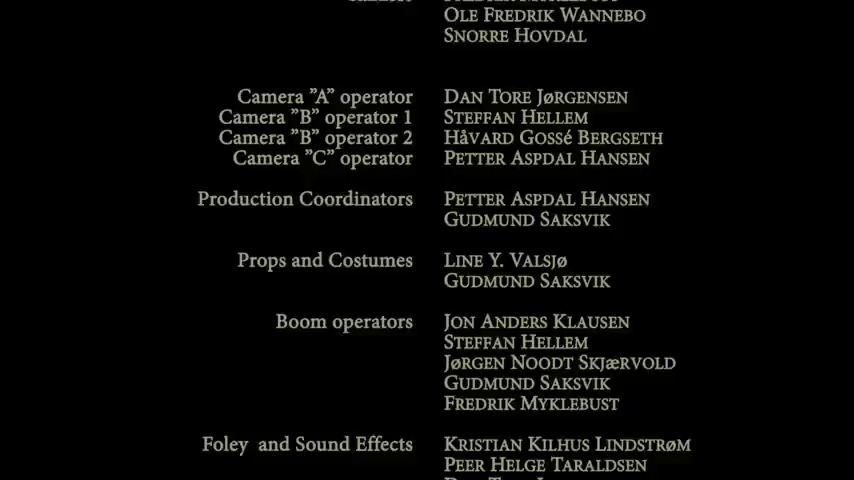 OLE FREDRIK WANNEBO
SNORRE HOVDAL
Camera ”A” operator DAN TORE JøRGENSEN
Camera ”B” operator 1 STEFFAN HELLEM
Camera ”B” operator 2 HåVARD GOSSé BERGSETH
Camera ”C” operator PETTER ASPDAL HANSEN
Production Coordinators PETTER ASPDAL HANSEN
GUDMUND SAKSVIK
Props and Costumes LINE Y. VALSJø
GUDMUND SAKSVIK
Boom operators JON ANDERS KLAUSEN
STEFFAN HELLEM
JøRGEN NOODT SKJæRVOLD
GUDMUND SAKSVIK
FREDRIK MYKLEBUST
Foley and Sound Effects KRISTIAN KILHUS LINDSTRøM
PEER HELGE TARALDSEN